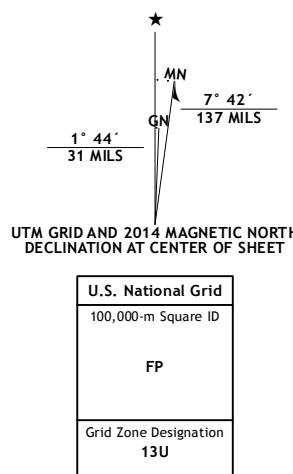 ★
MN
7° 42´
137 MILS
GN
1° 44´
31 MILS
UTM GRID AND 2014 MAGNETIC NORTH
DECLINATION AT CENTER OF SHEET
U.S. National Grid
100,000-m Square ID
FP
Grid Zone Designation
13U